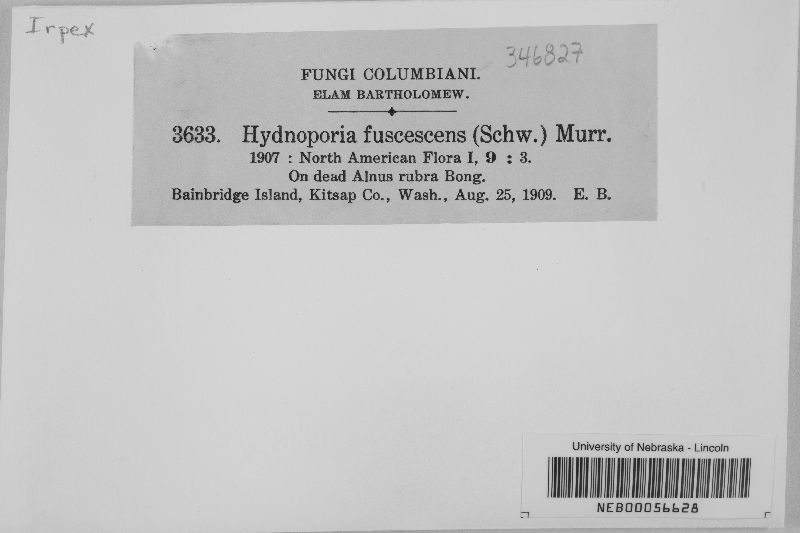 Irpex
346827
FUNGI COLUMBIANI.
ELAM BARTHOLOMEW.
3633. Hydnoporia fuscescens (Schw.) Murr.
1907 : North American Flora I, 9 : 3.
On dead Alnus rubra Bong.
Bainbridge Island, Kitsap Co., Wash., Aug. 25, 1909. E. B.
University of Nebraska - Lincoln
NEB00056628